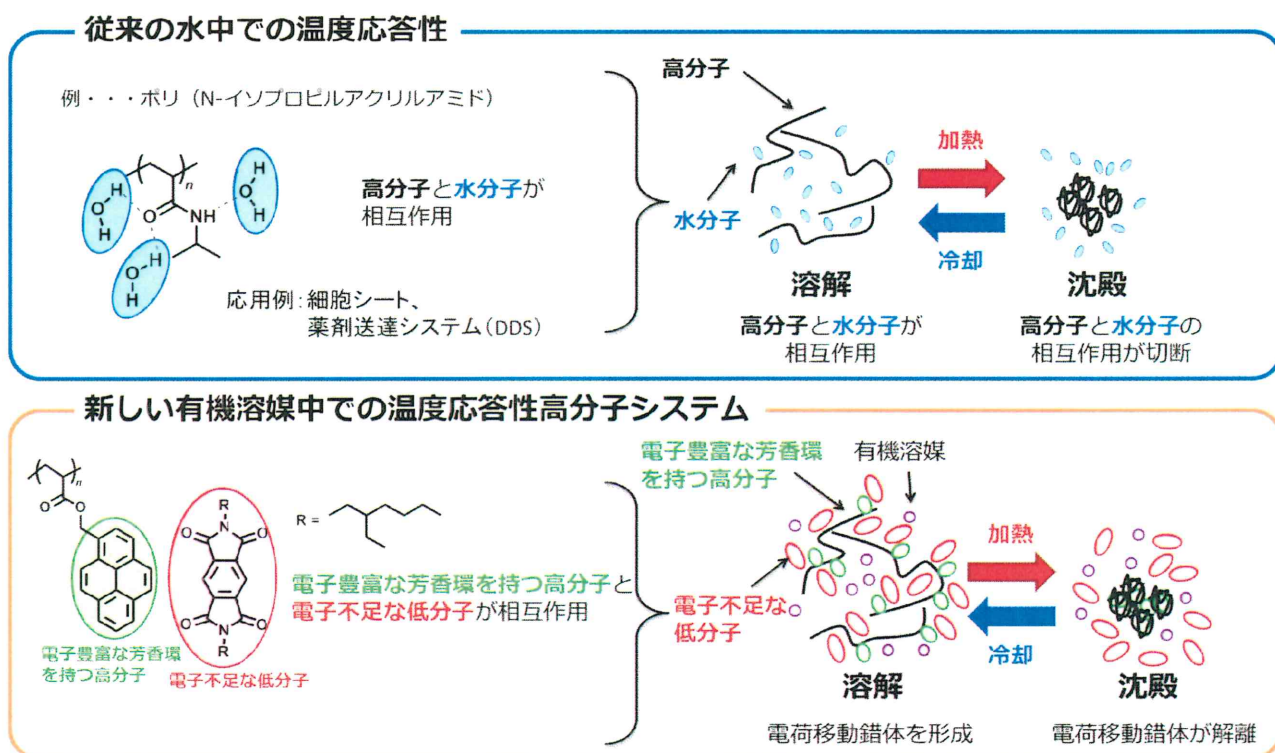 従来の水中での温度応答性
例・・・ポリ（N-イソプロピルアクリルアミド）
H
O
H
n
O
NH
H
O
H
H
O
H
高分子と水分子が
相互作用
応用例：細胞シート、
薬剤送達システム（DDS）
高分子
水分子
加熱
冷却
溶解
沈殿
高分子と水分子が
相互作用
高分子と水分子の
相互作用が切断
新しい有機溶媒中での温度応答性高分子システム
n
O
O
R
N
O
O
O
O
N
R
R =
電子豊富な芳香環を持つ高分子と
電子不足な低分子が相互作用
電子豊富な芳香環
を持つ高分子
電子不足な低分子
電子豊富な芳香環
を持つ高分子
有機溶媒
電子不足な
低分子
加熱
冷却
溶解
沈殿
電荷移動錯体を形成
電荷移動錯体が解離